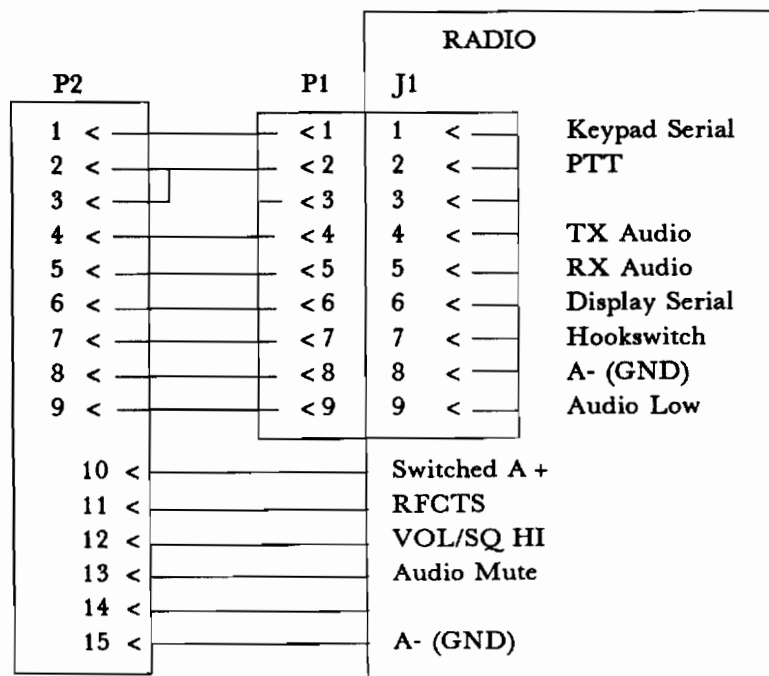 RADIO
P2 P1 J1
1 < < 1 1 < Keypad Serial
2 < < 2 2 < PTT
3 < < 3 3 <
4 < < 4 4 < TX Audio
5 < < 5 5 < RX Audio
6 < < 6 6 < Display Serial
7 < < 7 7 < Hookswitch
8 < < 8 8 < A- (GND)
9 < < 9 9 < Audio Low
10 < Switched A +
11 < RFCTS
12 < VOL/SQ HI
13 < Audio Mute
14 <
15 < A- (GND)